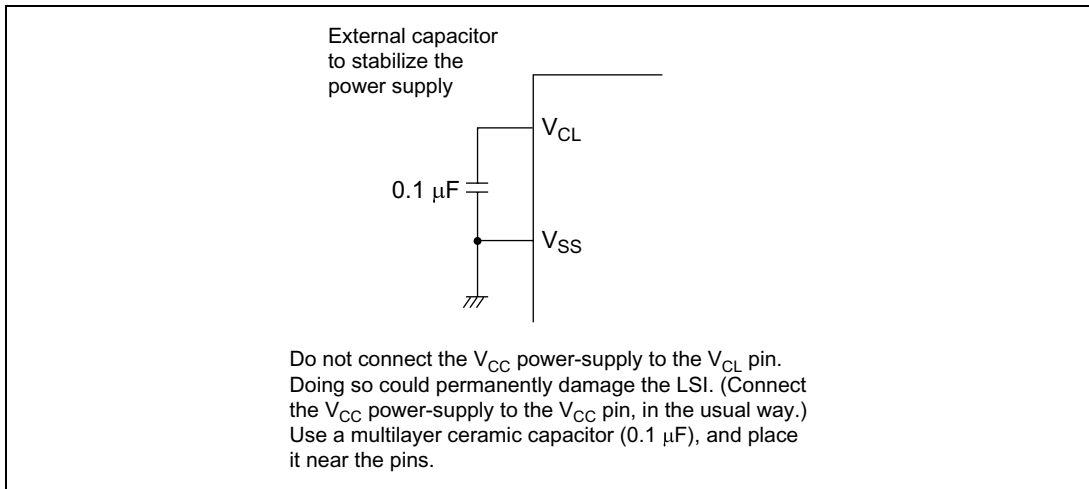 External capacitor
to stabilize the
power supply
VCL
0.1 μF
VSS
Do not connect the VCC power-supply to the VCL pin.
Doing so could permanently damage the LSI. (Connect
the VCC power-supply to the VCC pin, in the usual way.)
Use a multilayer ceramic capacitor (0.1 μF), and place
it near the pins.